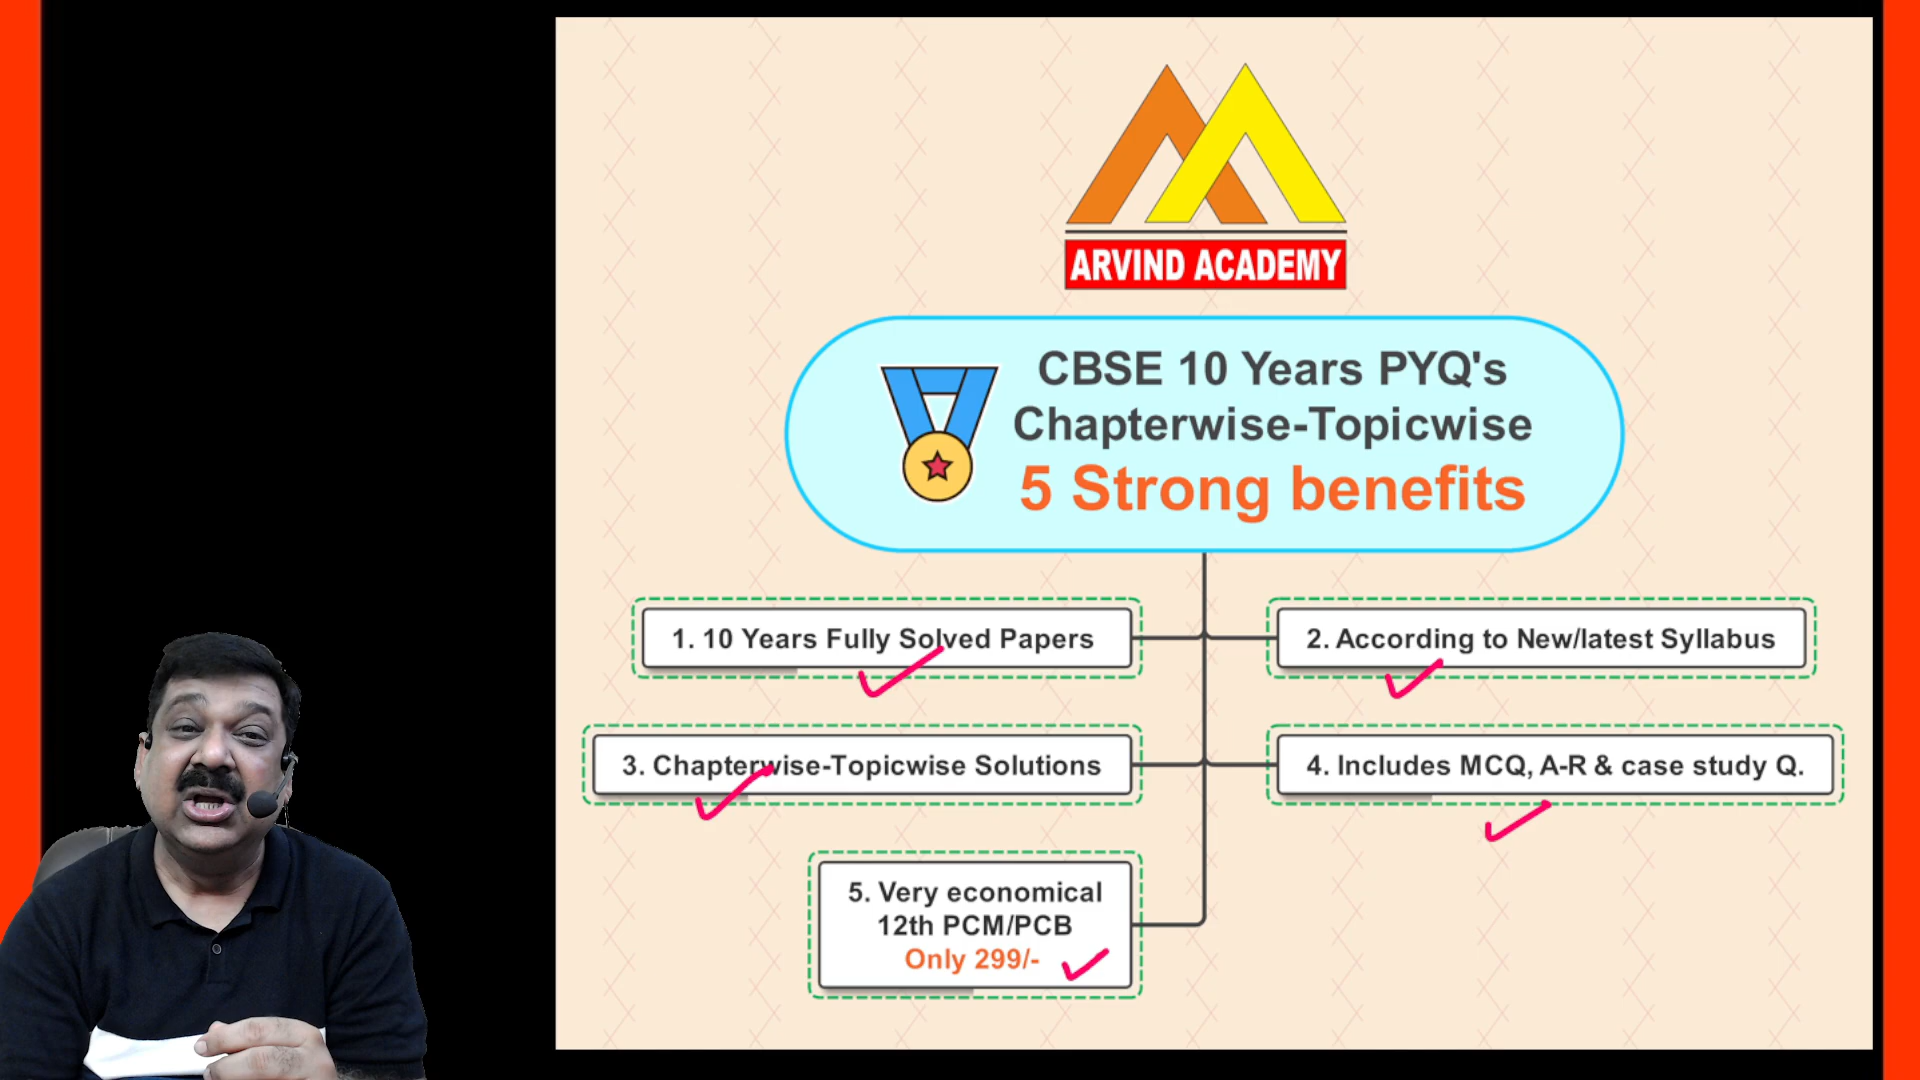 ARVIND ACADEMY
CBSE 10 Years PYQ's
Chapterwise-Topicwise
5 Strong benefits
1. 10 Years Fully Solved Papers
2. According to New/latest Syllabus
3. Chapterwise-Topicwise Solutions
4. Includes MCQ, A-R & case study Q.
5. Very economical
12th PCM/PCB
Only 299/-